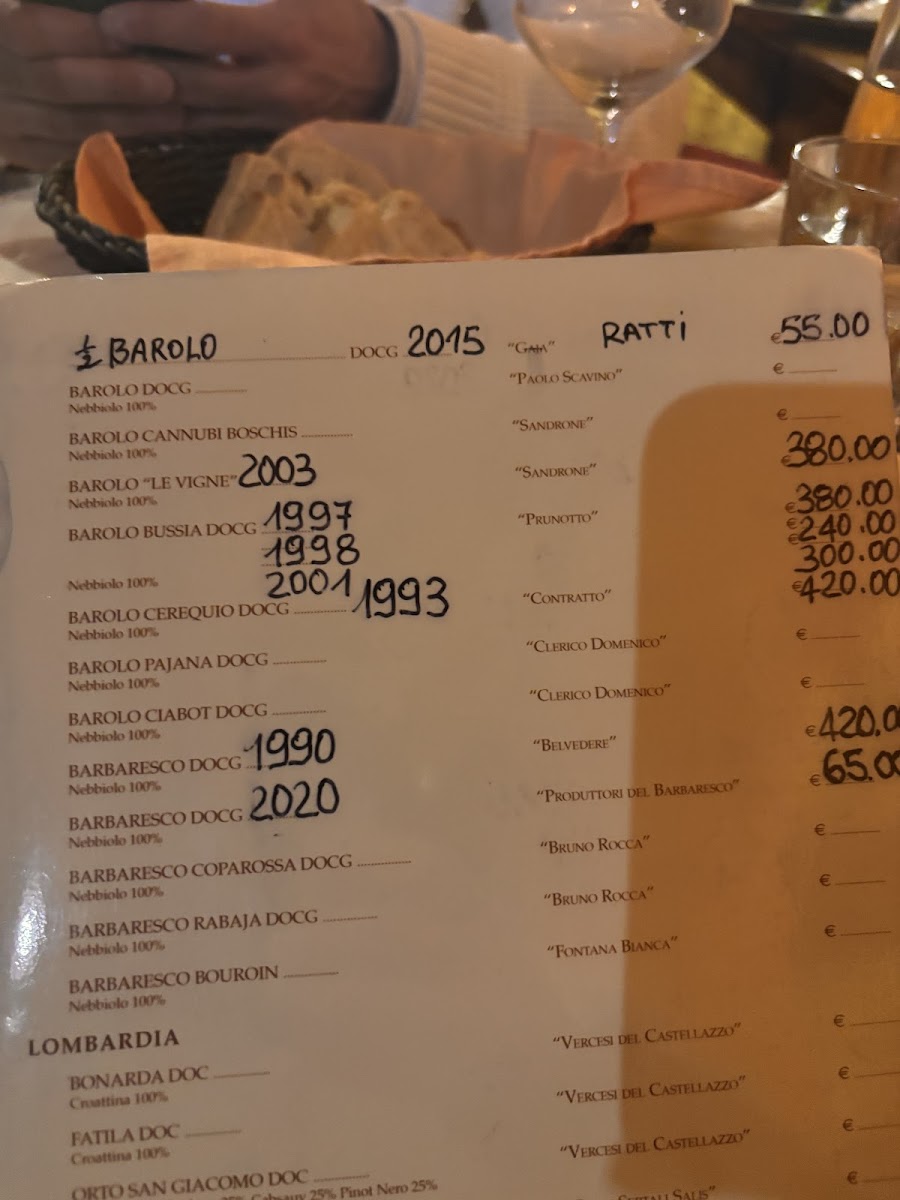 ½ BAROLO DOCG 2015 "GAJA" RATTI €55.00
BAROLO DOCG "PAOLO SCAVINO" €
Nebbiolo 100%
BAROLO CANNUBI BOSCHIS "SANDRONE" €
Nebbiolo 100%
BAROLO "LE VIGNE" 2003 "SANDRONE" €380.00
Nebbiolo 100%
BAROLO BUSSIA DOCG 1997 "PRUNOTTO" €380.00
1998 €240.00
Nebbiolo 100% 2001 €300.00
BAROLO CEREQUIO DOCG 1993 "CONTRATTO" €420.00
Nebbiolo 100%
BAROLO PAJANA DOCG "CLERICO DOMENICO" €
Nebbiolo 100%
BAROLO CIABOT DOCG "CLERICO DOMENICO" €
Nebbiolo 100%
BARBARESCO DOCG 1990 "BELVEDERE" €420.0
Nebbiolo 100%
BARBARESCO DOCG 2020 "PRODUTTORI DEL BARBARESCO" €65.00
Nebbiolo 100%
BARBARESCO COPAROSSA DOCG "BRUNO ROCCA" €
Nebbiolo 100%
BARBARESCO RABAJA DOCG "BRUNO ROCCA" €
Nebbiolo 100%
BARBARESCO BOUROIN "FONTANA BIANCA" €
Nebbiolo 100%
LOMBARDIA
BONARDA DOC "VERCESI DEL CASTELLAZZO" €
Croattina 100%
FATILA DOC "VERCESI DEL CASTELLAZZO" €
Croattina 100%
ORTO SAN GIACOMO DOC "VERCESI DEL CASTELLAZZO" €
25% Pinot Nero 25% €